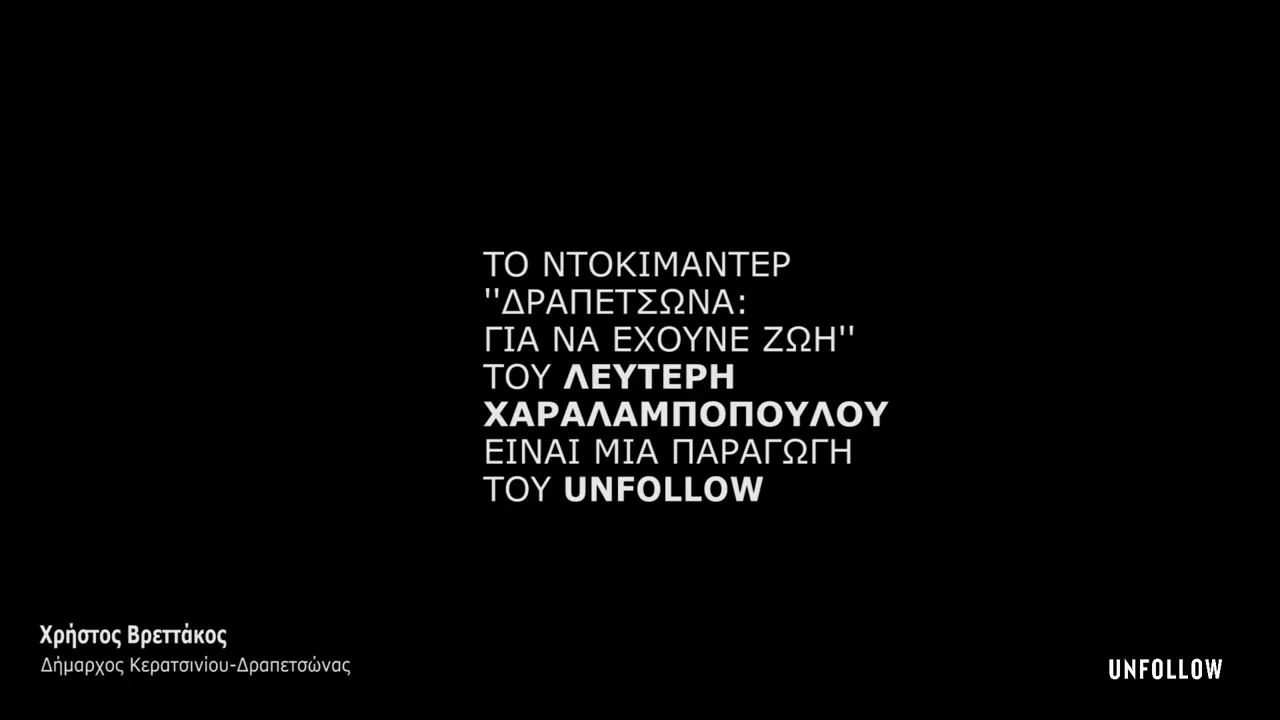 ΤΟ ΝΤΟΚΙΜΑΝΤΕΡ
''ΔΡΑΠΕΤΣΩΝΑ:
ΓΙΑ ΝΑ ΕΧΟΥΝΕ ΖΩΗ''
ΤΟΥ ΛΕΥΤΕΡΗ
ΧΑΡΑΛΑΜΠΟΠΟΥΛΟΥ
ΕΙΝΑΙ ΜΙΑ ΠΑΡΑΓΩΓΗ
ΤΟΥ UNFOLLOW
Χρήστος Βρεττάκος
Δήμαρχος Κερατσινίου-Δραπετσώνας
UNFOLLOW